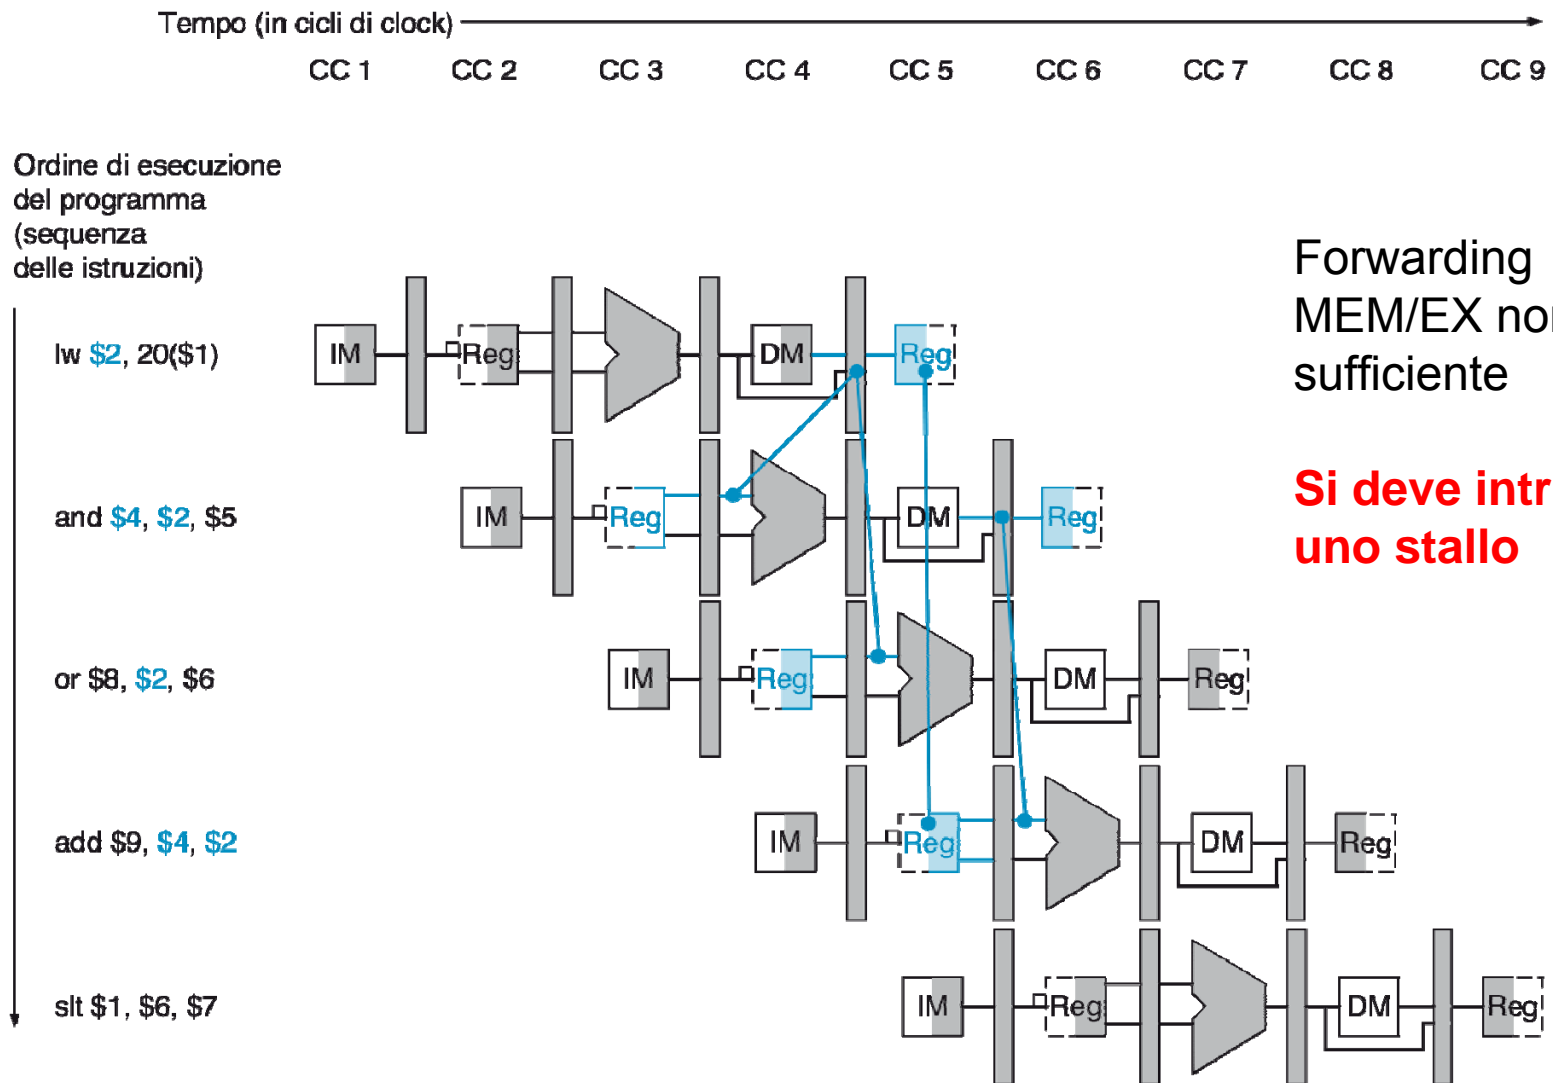 Tempo (in cicli di clock)
CC 1 CC 2 CC 3 CC 4 CC 5 CC 6 CC 7 CC 8 CC 9
Ordine di esecuzione
del programma
(sequenza
delle istruzioni)
Forwarding
MEM/EX non
sufficiente
Si deve intr
uno stallo
lw $2, 20($1)
IM Reg DM Reg
and $4, $2, $5
IM Reg DM Reg
or $8, $2, $6
IM Reg DM Reg
add $9, $4, $2
IM Reg DM Reg
slt $1, $6, $7
IM Reg DM Reg